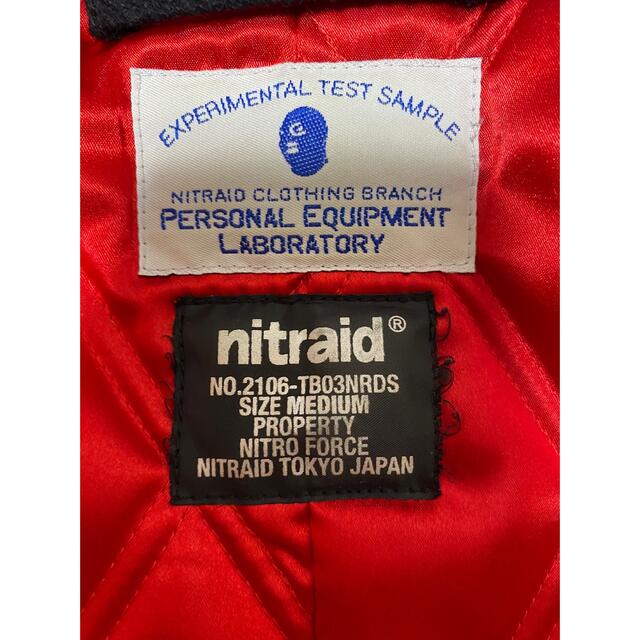 EXPERIMENTAL TEST SAMPLE
NITRAID CLOTHING BRANCH
PERSONAL EQUIPMENT
LABORATORY
nitraid®
NO.2106-TB03NRDS
SIZE MEDIUM
PROPERTY
NITRO FORCE
NITRAID TOKYO JAPAN